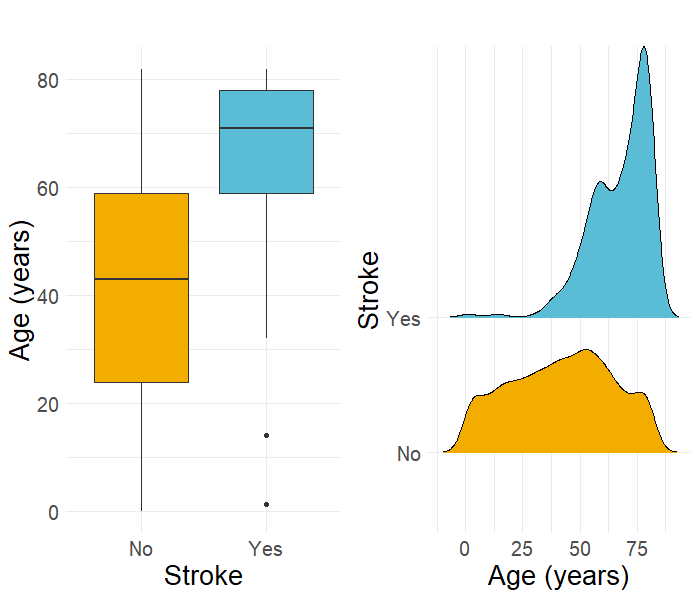 Age (years)
80
60
40
20
0
No
Yes
Stroke
Stroke
Yes
No
0
25
50
75
Age (years)